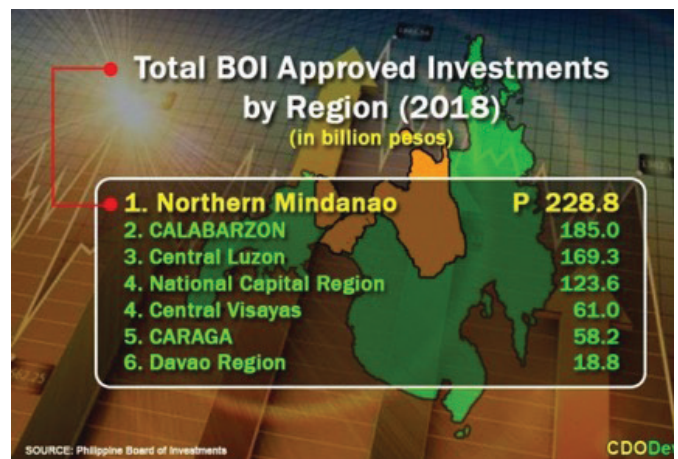 Total BOI Approved Investments
by Region (2018)
(in billion pesos)
1. Northern Mindanao P 228.8
2. CALABARZON 185.0
3. Central Luzon 169.3
4. National Capital Region 123.6
4. Central Visayas 61.0
5. CARAGA 58.2
6. Davao Region 18.8
SOURCE: Philippine Board of Investments
CDODev